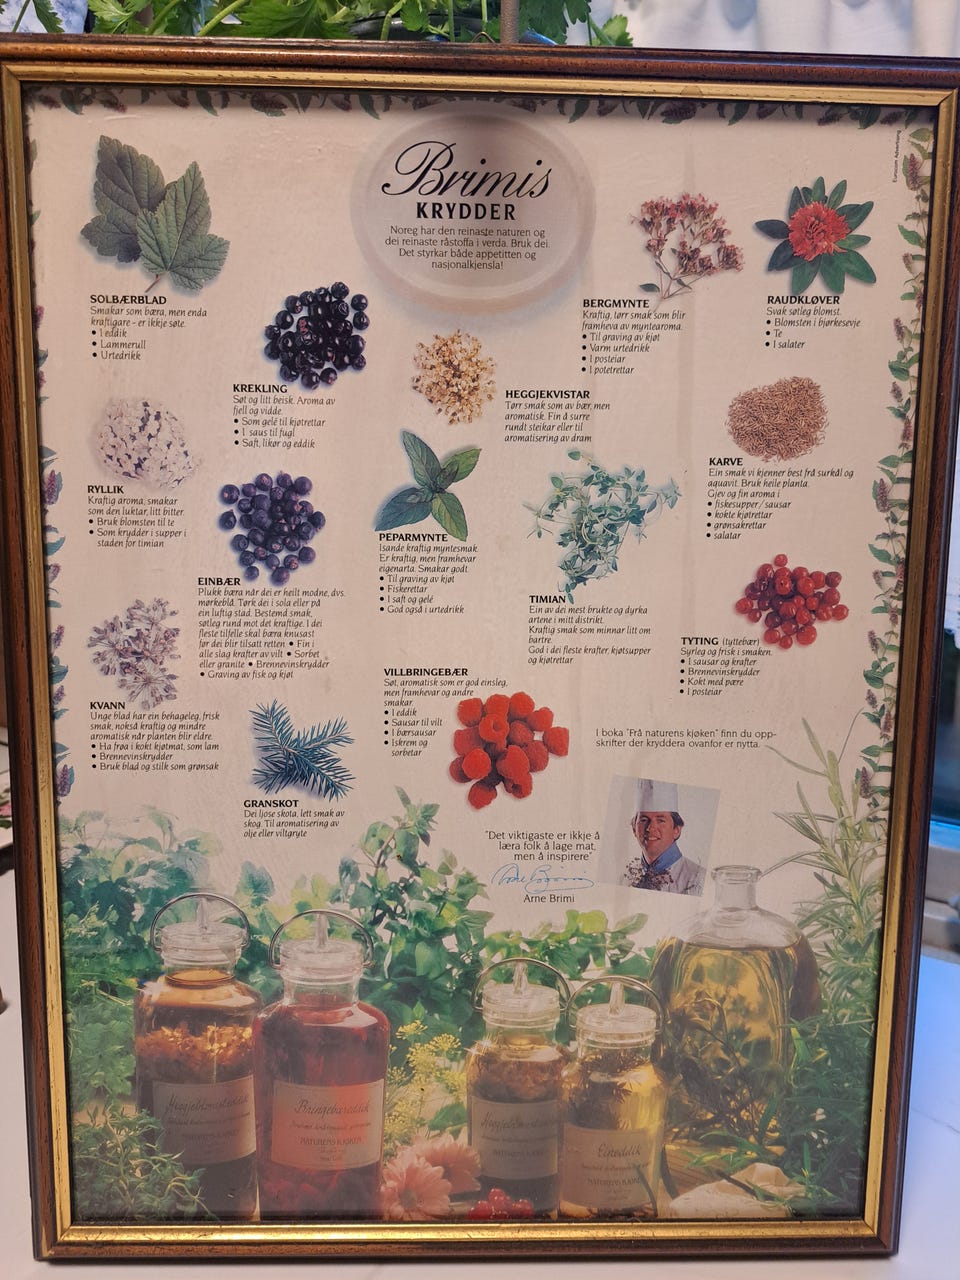 Brimis
KRYDDER
Noreg har den reinaste naturen og
dei reinaste råstoffa i verda. Bruk dei.
Det styrkar både appetitten og
nasjonalkjensla!
Eurocom Advertising
SOLBÆRBLAD
Smakar som bæra, men enda
kraftigare - er ikkje søte.
• I eddik
• Lammerull
• Urtedrikk
KREKLING
Søt og litt beisk. Aroma av
fjell og vidde.
• Som gelé til kjøtrettar
• I saus til fugl
• Saft, likør og eddik
BERGMYNTE
Kraftig, tørr smak som blir
framheva av myntearoma.
• Til graving av kjøt
• Varm urtedrikk
• I posteiar
• I potetrettar
RAUDKLØVER
Svak søtleg blomst.
• Blomsten i bjørkesevje
• Te
• I salater
HEGGJEKVISTAR
Tørr smak som av bær, men
aromatisk. Fin å surre
rundt steikar eller til
aromatisering av dram
KARVE
Ein smak vi kjenner best frå surkål og
aquavit. Bruk heile planta.
Gjev og fin aroma i
• fiskesupper/sausar
• kokte kjøtrettar
• grønsakrettar
• salatar
RYLLIK
Kraftig aroma, smakar
som den luktar, litt bitter.
• Bruk blomsten til te
• Som krydder i supper i
staden for timian
EINBÆR
Plukk bæra når dei er heilt modne, dvs.
mørkeblå. Tørk dei i sola eller på
ein luftig stad. Bestemd smak,
søtleg rund mot det kraftige. I dei
fleste tilfelle skal bæra knusast
før dei blir tilsatt retten • Fin i
alle slag krafter av vilt • Sorbet
eller granite • Brennevinskrydder
• Graving av fisk og kjøt
PEPARMYNTE
Isande kraftig myntesmak.
Er kraftig, men framhevar
eigenarta. Smakar godt.
• Til graving av kjøt
• Fiskerettar
• I saft og gelé
• God også i urtedrikk
TIMIAN
Ein av dei mest brukte og dyrka
artene i mitt distrikt.
Kraftig smak som minnar litt om
bartre.
God i dei fleste krafter, kjøtsupper
og kjøtrettar
TYTING (tyttebær)
Syrleg og frisk i smaken.
• I sausar og krafter
• Brennevinskrydder
• Kokt med pære
• I posteiar
KVANN
Unge blad har ein behageleg, frisk
smak, nokså kraftig og mindre
aromatisk når planten blir eldre.
• Ha frøa i kokt kjøtmat, som lam
• Brennevinskrydder
• Bruk blad og stilk som grønsak
VILLBRINGEBÆR
Søt, aromatisk som er god einsleg,
men framhevar og andre
smakar.
• I eddik
• Sausar til vilt
• I bærsausar
• Iskrem og
sorbetar
GRANSKOT
Dei ljose skota, lett smak av
skog. Til aromatisering av
olje eller viltgryte
I boka "Frå naturens kjøken" finn du opp-
skrifter der kryddera ovanfor er nytta.
"Det viktigaste er ikkje å
læra folk å lage mat,
men å inspirere"
Arne Brimi
Heggjeblomsteddik
NATURENS KJØKEN
Bringebæreddik
NATURENS KJØKEN
NATURENS KJØKEN
Eineddik
NATURENS KJØKEN